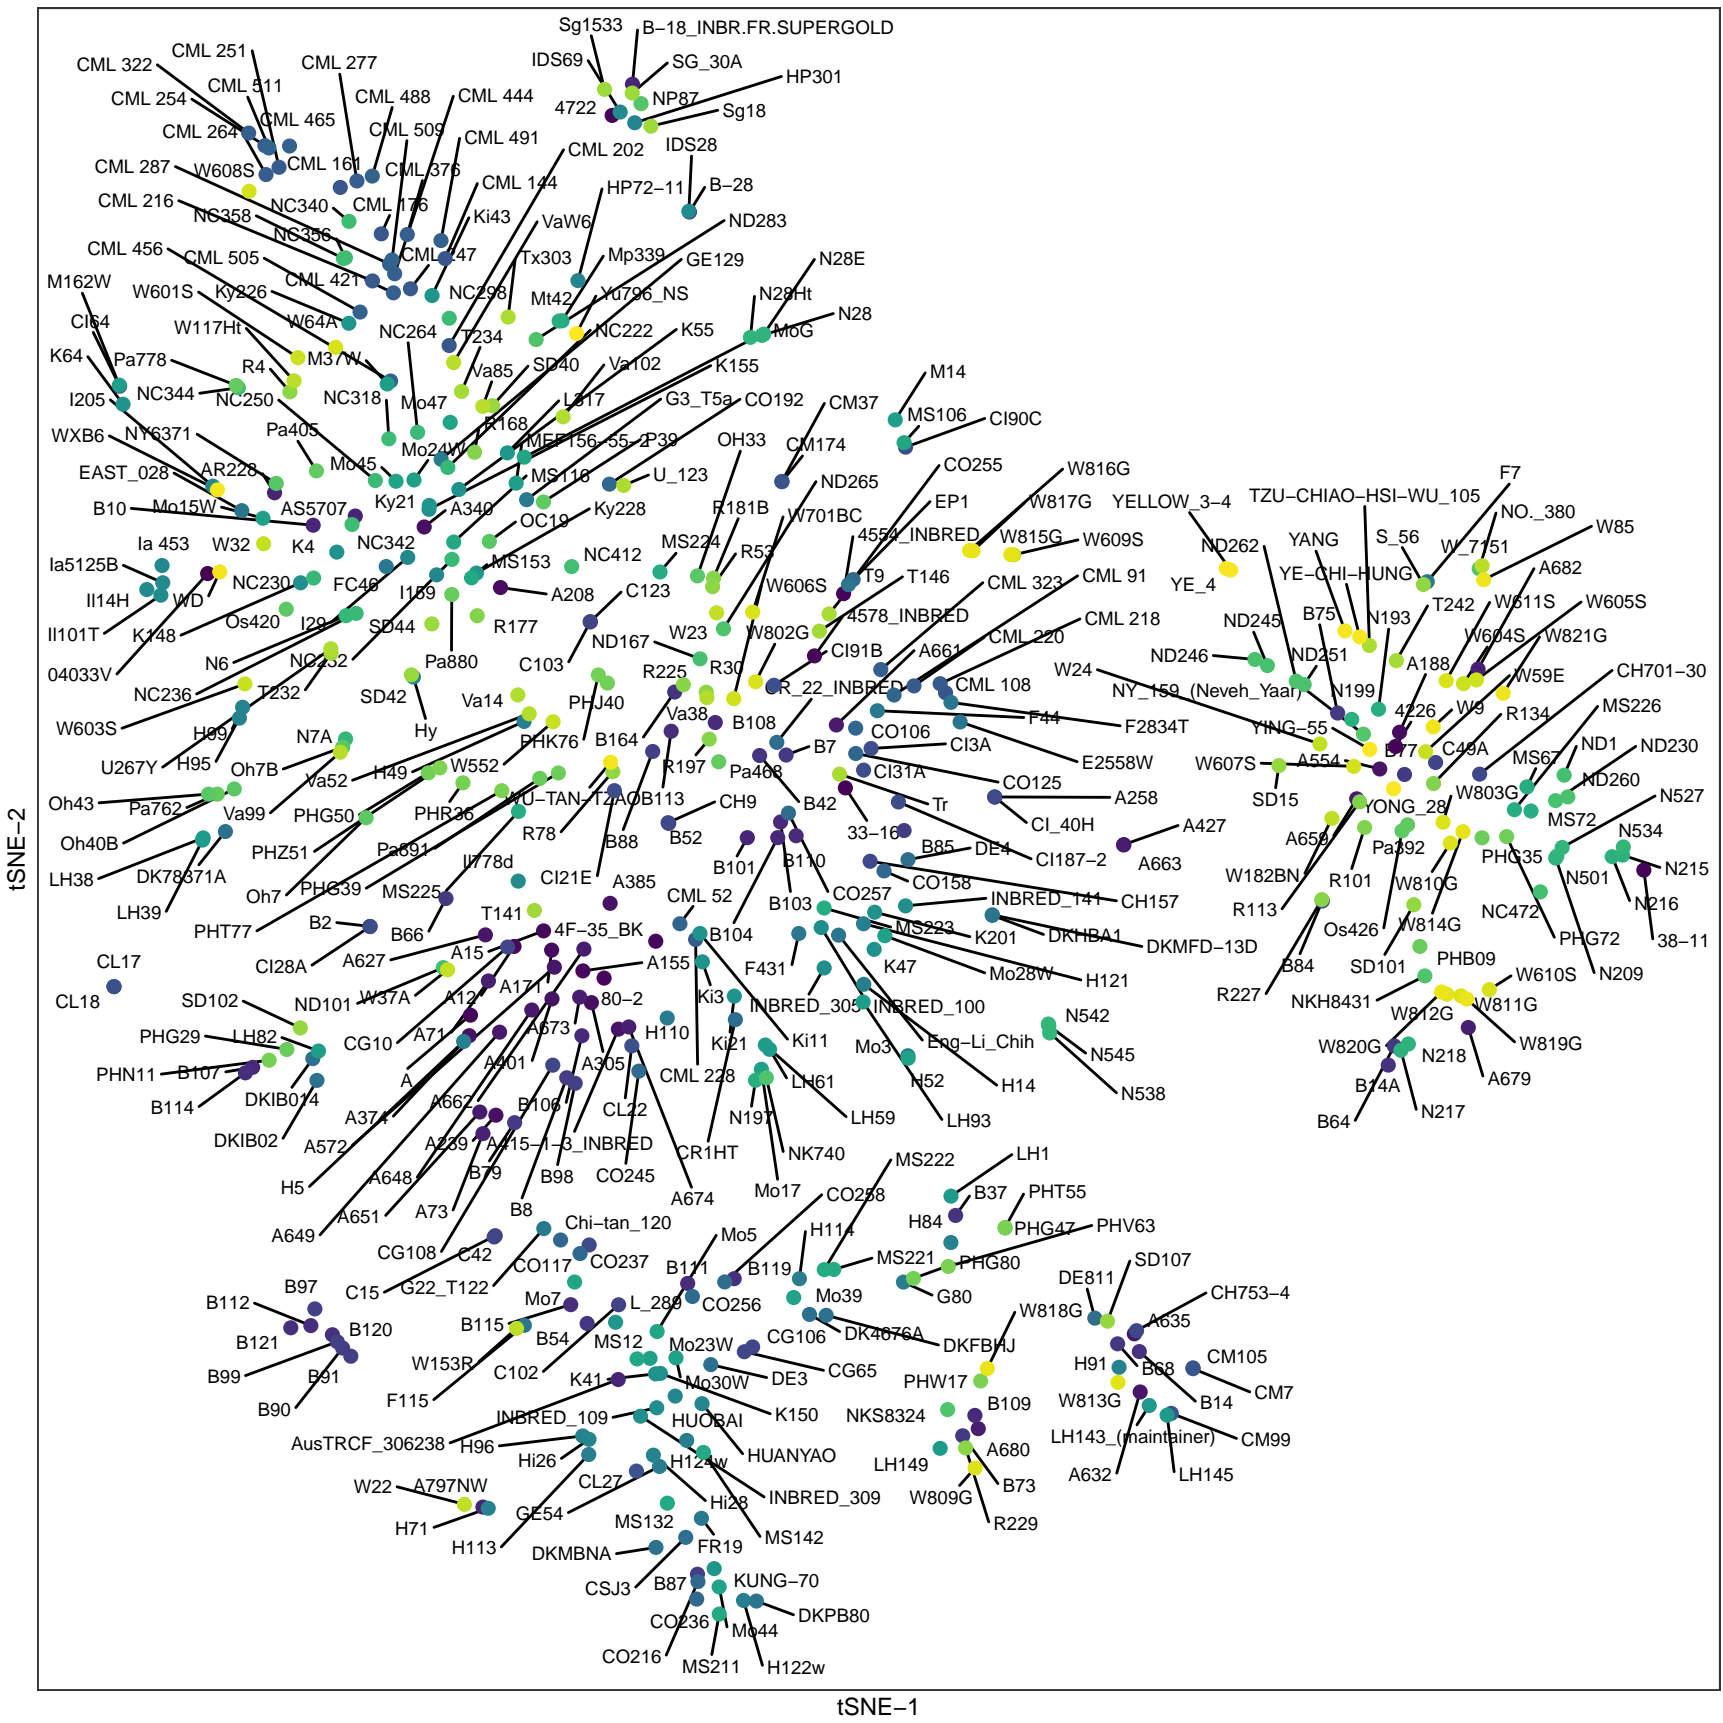 Sg1533
B−18_INBR.FR.SUPERGOLD
CML 251
IDS69
SG_30A
CML 322
CML 277
HP301
CML 511
CML 254
CML 488
CML 444
4722
NP87
Sg18
CML 465
CML 264
CML 509
CML 491
IDS28
CML 202
CML 287
W608S
CML 161
CML 376
CML 144
HP72−11
B−28
CML 216
NC340
CML 176
NC358
Ki43
VaW6
ND283
NC356
CML 456
CML 505
CML 247
Tx303
Mp339
GE129
N28E
M162W
CML 421
W601S
Ky226
NC298
Mt42
Yu796_NS
N28Ht
CI64
W117Ht
W64A
NC264
T234
NC222
K55
MoG
N28
K64
Pa778
R4
M37W
Va85
SD40
Va102
K155
M14
I205
NC344
NC250
NC318
Mo47
L317
G3_T5a
CO192
CM37
MS106
CI90C
WXB6
NY6371
Pa405
R168
MEF156−55−2
P39
OH33
CM174
Mo24W
EAST_028
AR228
Mo45
MS116
U_123
ND265
CO255
W816G
F7
B10
Mo15W
AS5707
Ky21
A340
Ky228
R181B
W701BC
EP1
W817G
YELLOW_3−4
TZU−CHIAO−HSI−WU_105
NO._380
W85
OC19
Ia 453
W32
K4
NC342
MS224
R53
4554_INBRED
W815G
W609S
ND262
YANG
S_56
W_7151
Ia5125B
MS153
NC412
W606S
T9
T146
CML 323
CML 91
YE_4
YE−CHI−HUNG
A682
II14H
WD
NC230
FC46
I159
A208
C123
4578_INBRED
ND245
B75
N193
T242
W611S
W605S
II101T
K148
Os420
I29
SD44
R177
ND167
W23
W802G
CML 220
CML 218
W604S
W821G
04033V
N6
NC232
Pa880
C103
R225
R30
CI91B
A661
W24
ND246
ND251
A188
W59E
CH701−30
NC236
T232
SD42
Va14
PHJ40
CR_22_INBRED
CML 108
NY_159_(Neveh_Yaal)
N199
W603S
H99
Hy
PHK76
Va38
B108
F44
F2834T
YING−55
4226
W9
R134
MS226
U267Y
H95
N7A
Oh7B
Va52
H49
W552
B164
R197
Pa468
B7
CO106
CI3A
E2558W
W607S
A554
B77
C49A
MS67
ND1
ND230
Oh43
Pa762
Va99
PHG50
PHR36
WU−TAN−TZAO
B113
CI31A
CO125
SD15
YONG_28
W803G
ND260
N527
Oh40B
PHZ51
Pa891
R78
B88
B52
CH9
B42
33−16
Tr
CI_40H
A258
A659
Pa392
MS72
N534
LH38
DK78371A
Oh7
PHG39
II778d
CI21E
B101
B110
B85
DE4
CI187−2
A427
A663
W182BN
R101
PHG35
N501
N215
LH39
PHT77
MS225
A385
CML 52
B103
CO257
CO158
INBRED_141
CH157
R113
Os426
W810G
W814G
NC472
N216
B2
B66
T141
4F−35_BK
B104
MS223
K201
DKHBA1
DKMFD−13D
B84
SD101
PHB09
PHG72
38−11
CL17
CI28A
A627
A15
A155
F431
K47
Mo28W
H121
R227
NKH8431
W610S
N209
CL18
SD102
ND101
W37A
A12
A171
80−2
Ki3
INBRED_305
INBRED_100
W812G
W811G
PHG29
LH82
CG10
A71
A673
H110
Ki21
Ki11
Mo3
Eng−Li_Chih
N542
W820G
N218
W819G
PHN11
B107
A
A401
A305
CML 228
LH61
H52
H14
N545
N538
B14A
A679
B114
DKIB014
A374
A662
B106
CL22
N197
LH59
LH93
B64
N217
DKIB02
A572
A239
A415−1−3_INBRED
CR1HT
NK740
H5
A648
B79
B98
CO245
A674
Mo17
MS222
LH1
A649
A651
A73
B8
CO258
B37
PHT55
CG108
C42
Chi−tan_120
Mo5
H114
H84
PHG47
PHV63
C15
G22_T122
CO117
CO237
B111
B119
MS221
PHG80
SD107
DE811
B97
B112
Mo7
L_289
CO256
Mo39
G80
W818G
CH753−4
B121
B120
B115
B54
MS12
Mo23W
CG106
DK4676A
DKFBHJ
A635
B99
B91
W153R
C102
CG65
H91
B68
CM105
CM7
B90
F115
K41
Mo30W
DE3
PHW17
W813G
B14
INBRED_109
HUOBAI
K150
NKS8324
B109
AusTRCF_306238
H96
HUANYAO
LH143_(maintainer)
CM99
Hi26
H124w
LH149
A680
A632
LH145
W22
A797NW
CL27
Hi28
INBRED_309
W809G
B73
H71
GE54
MS132
MS142
R229
H113
DKMBNA
FR19
CSJ3
B87
KUNG−70
CO236
Mo44
DKPB80
CO216
MS211
H122w
tSNE−1
tSNE−2